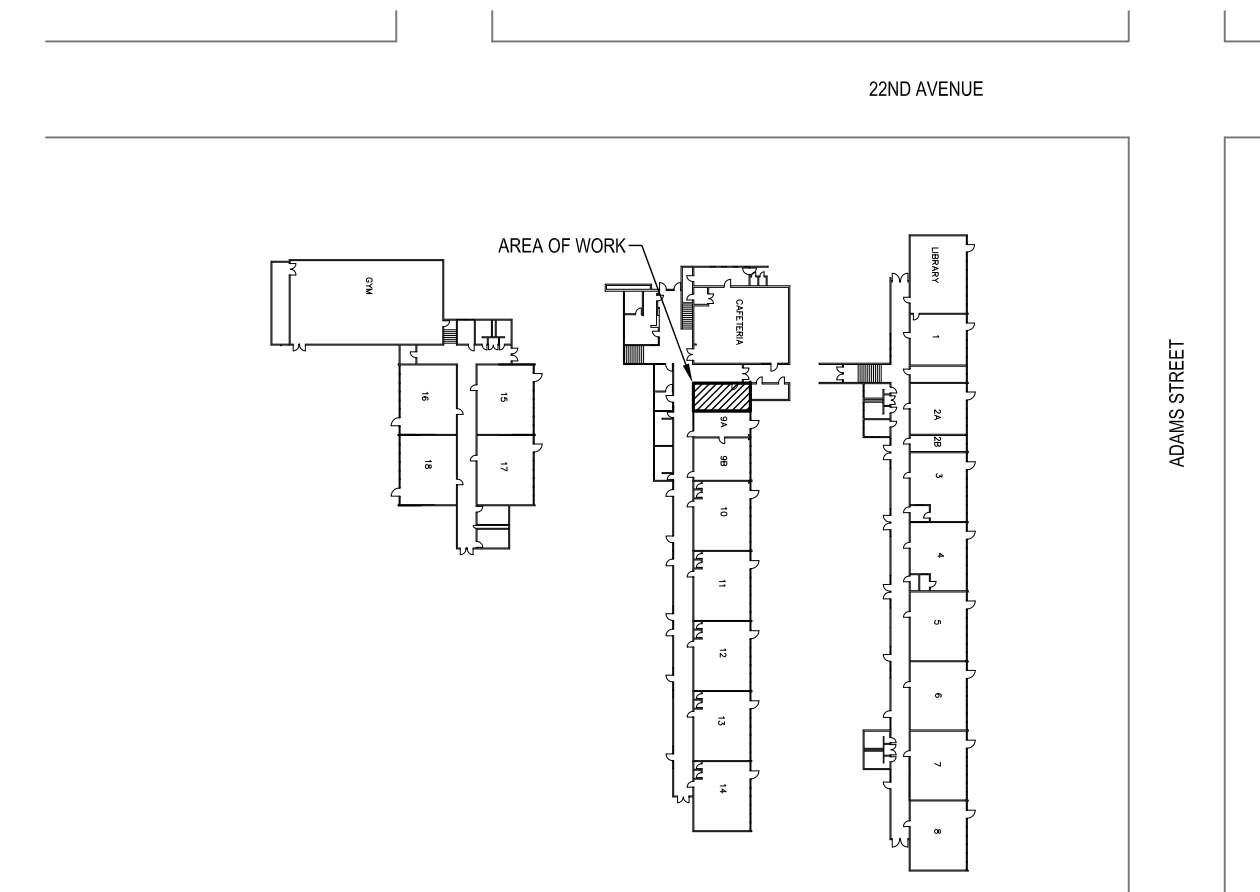 22ND AVENUE
ADAMS STREET
AREA OF WORK
GYM
16
15
18
17
CAFETERIA
9A
9B
10
11
12
13
14
LIBRARY
1
2A
2B
3
4
5
6
7
8